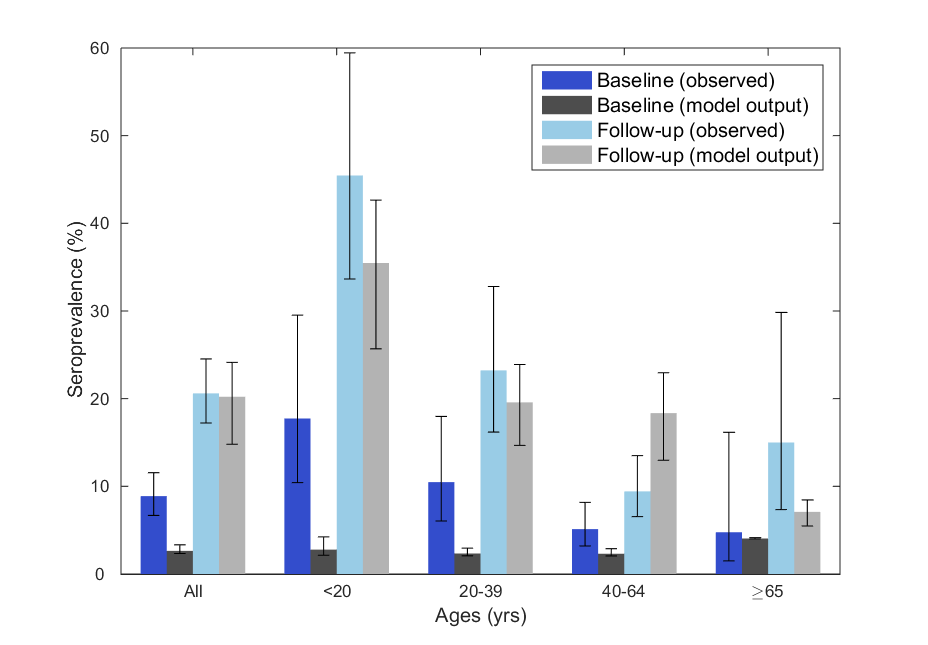 60
50
40
30
20
10
0
Seroprevalence (%)
Baseline (observed)
Baseline (model output)
Follow-up (observed)
Follow-up (model output)
All
<20
20-39
40-64
≥65
Ages (yrs)